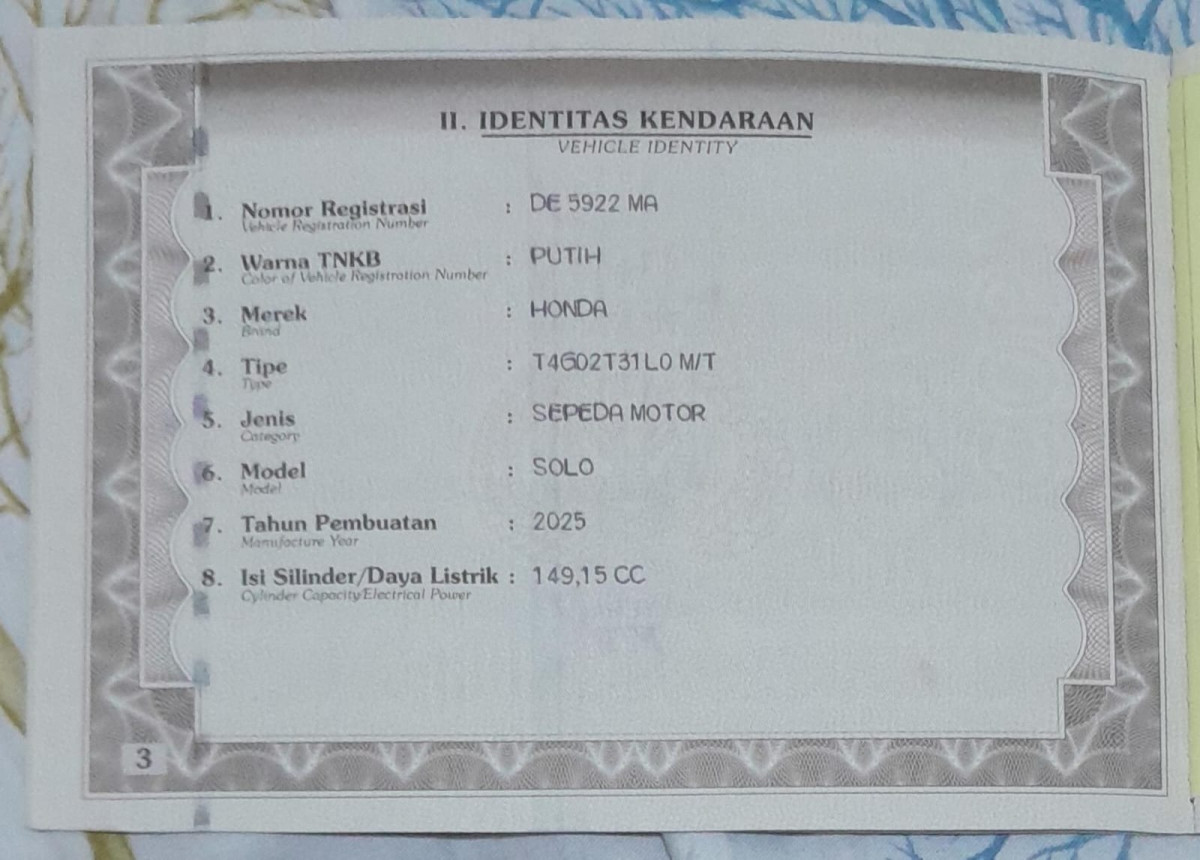 II. IDENTITAS KENDARAAN
VEHICLE IDENTITY
1. Nomor Registrasi : DE 5922 MA
Vehicle Registration Number
2. Warna TNKB : PUTIH
Color of Vehicle Registration Number
3. Merek : HONDA
Brand
4. Tipe : T4G02T31L0 M/T
Type
5. Jenis : SEPEDA MOTOR
Category
6. Model : SOLO
Model
7. Tahun Pembuatan : 2025
Manufacture Year
8. Isi Silinder/Daya Listrik : 149,15 CC
Cylinder Capacity/Electrical Power
3